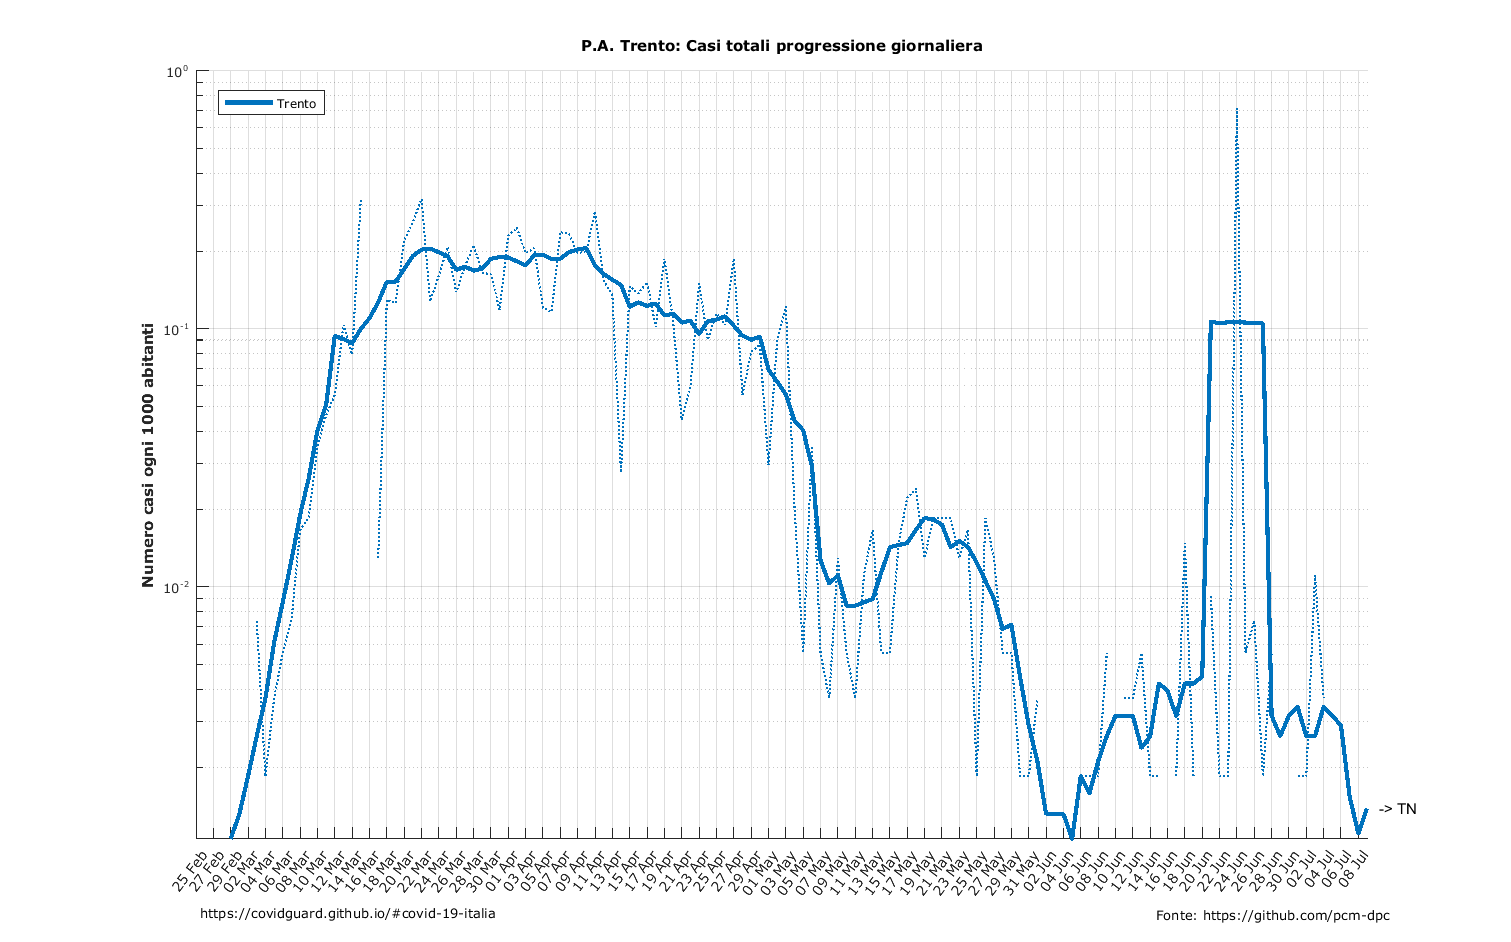 P.A. Trento: Casi totali progressione giornaliera
Trento
Numero casi ogni 1000 abitanti
10^0
10^-1
10^-2
-> TN
25 Feb
27 Feb
29 Feb
02 Mar
04 Mar
06 Mar
08 Mar
10 Mar
12 Mar
14 Mar
16 Mar
18 Mar
20 Mar
22 Mar
24 Mar
26 Mar
28 Mar
30 Mar
01 Apr
03 Apr
05 Apr
07 Apr
09 Apr
11 Apr
13 Apr
15 Apr
17 Apr
19 Apr
21 Apr
23 Apr
25 Apr
27 Apr
29 Apr
01 May
03 May
05 May
07 May
09 May
11 May
13 May
15 May
17 May
19 May
21 May
23 May
25 May
27 May
29 May
31 May
02 Jun
04 Jun
06 Jun
08 Jun
10 Jun
12 Jun
14 Jun
16 Jun
18 Jun
20 Jun
22 Jun
24 Jun
26 Jun
28 Jun
30 Jun
02 Jul
04 Jul
06 Jul
08 Jul
https://covidguard.github.io/#covid-19-italia
Fonte: https://github.com/pcm-dpc